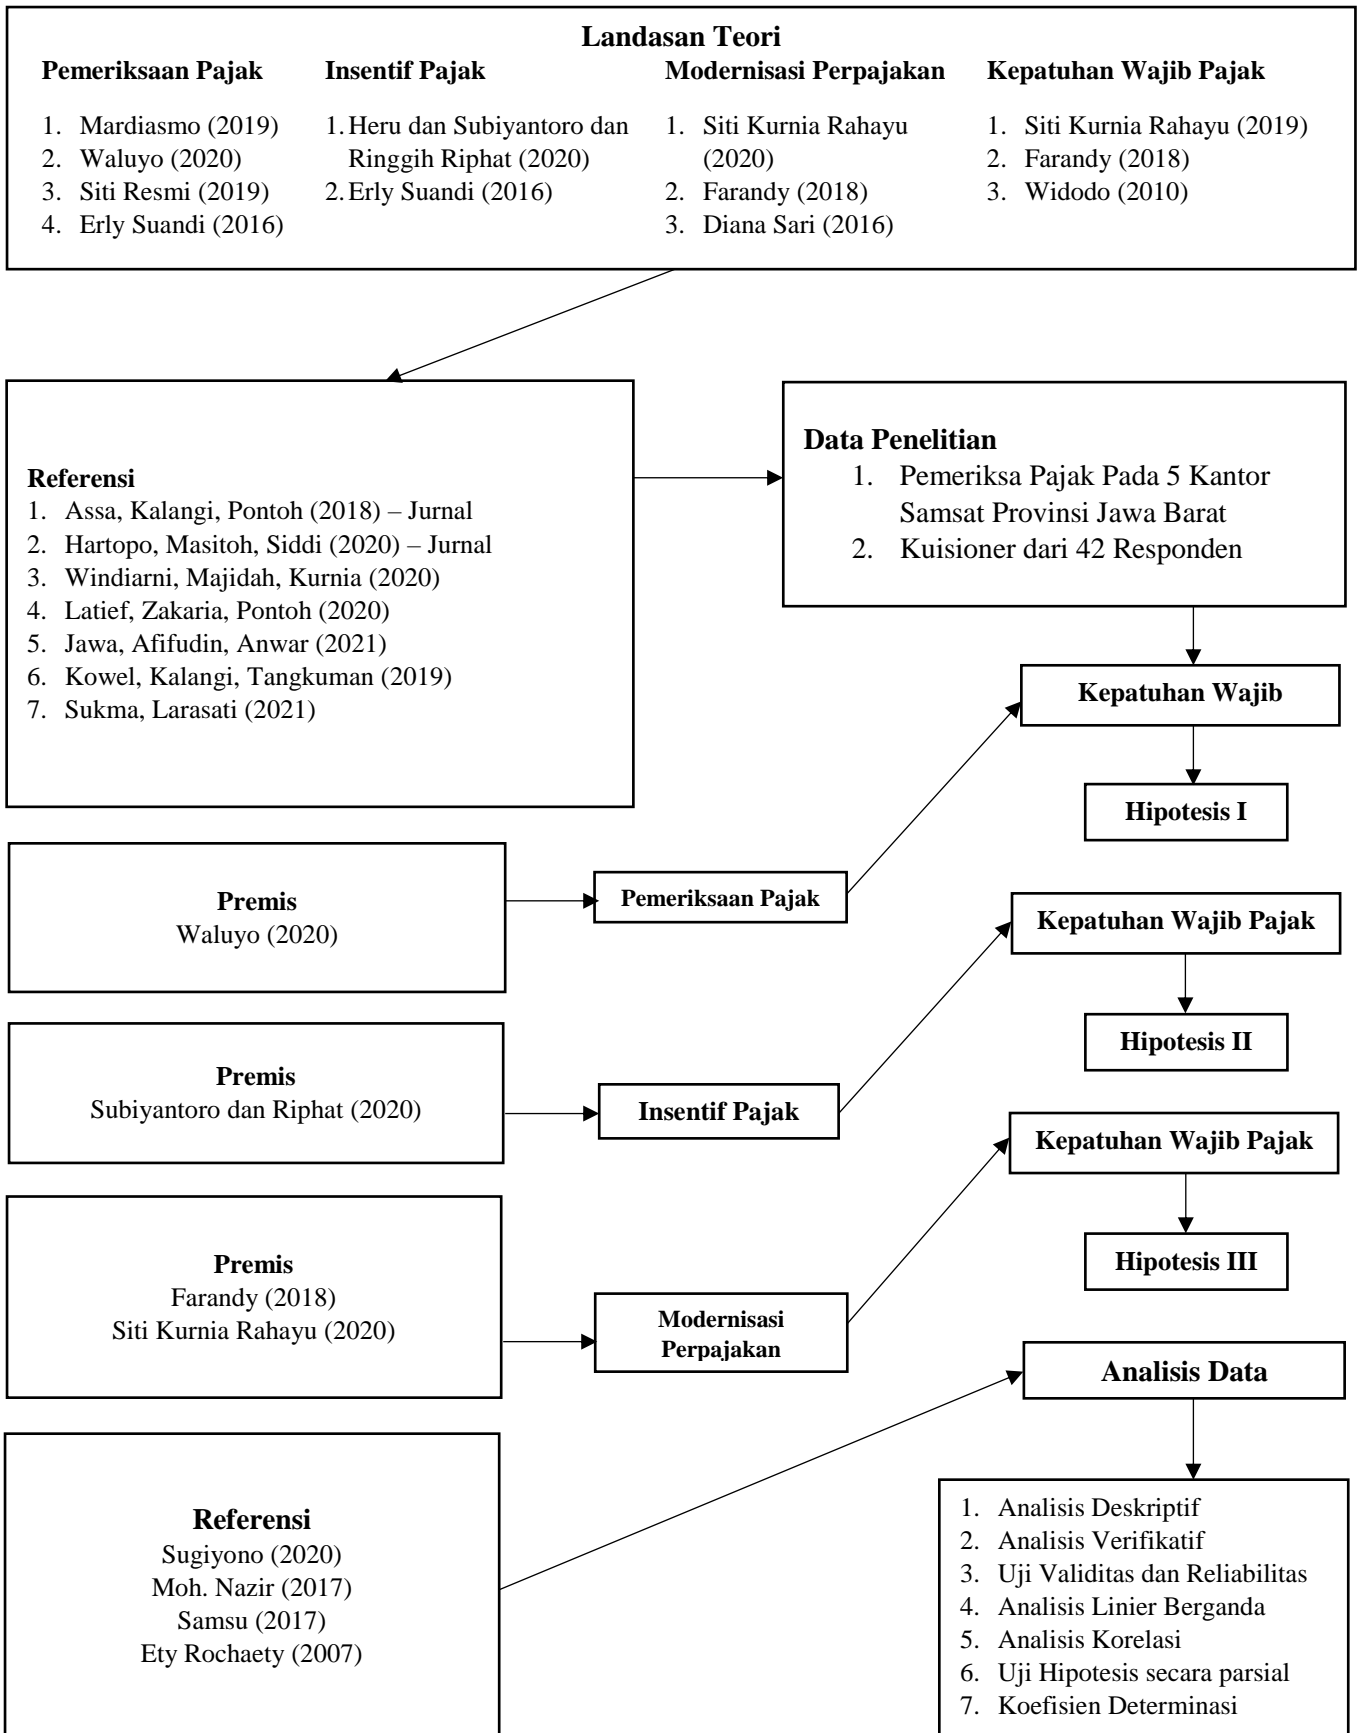 Landasan Teori
Pemeriksaan Pajak
1. Mardiasmo (2019)
2. Waluyo (2020)
3. Siti Resmi (2019)
4. Erly Suandi (2016)
Insentif Pajak
1. Heru dan Subiyantoro dan
Ringgih Riphat (2020)
2. Erly Suandi (2016)
Modernisasi Perpajakan
1. Siti Kurnia Rahayu
(2020)
2. Farandy (2018)
3. Diana Sari (2016)
Kepatuhan Wajib Pajak
1. Siti Kurnia Rahayu (2019)
2. Farandy (2018)
3. Widodo (2010)
Referensi
1. Assa, Kalangi, Pontoh (2018) – Jurnal
2. Hartopo, Masitoh, Siddi (2020) – Jurnal
3. Windiarni, Majidah, Kurnia (2020)
4. Latief, Zakaria, Pontoh (2020)
5. Jawa, Afifudin, Anwar (2021)
6. Kowel, Kalangi, Tangkuman (2019)
7. Sukma, Larasati (2021)
Data Penelitian
1. Pemeriksa Pajak Pada 5 Kantor
Samsat Provinsi Jawa Barat
2. Kuisioner dari 42 Responden
Kepatuhan Wajib
Hipotesis I
Premis
Waluyo (2020)
Pemeriksaan Pajak
Kepatuhan Wajib Pajak
Hipotesis II
Premis
Subiyantoro dan Riphat (2020)
Insentif Pajak
Kepatuhan Wajib Pajak
Hipotesis III
Premis
Farandy (2018)
Siti Kurnia Rahayu (2020)
Modernisasi
Perpajakan
Analisis Data
Referensi
Sugiyono (2020)
Moh. Nazir (2017)
Samsu (2017)
Ety Rochaety (2007)
1. Analisis Deskriptif
2. Analisis Verifikatif
3. Uji Validitas dan Reliabilitas
4. Analisis Linier Berganda
5. Analisis Korelasi
6. Uji Hipotesis secara parsial
7. Koefisien Determinasi